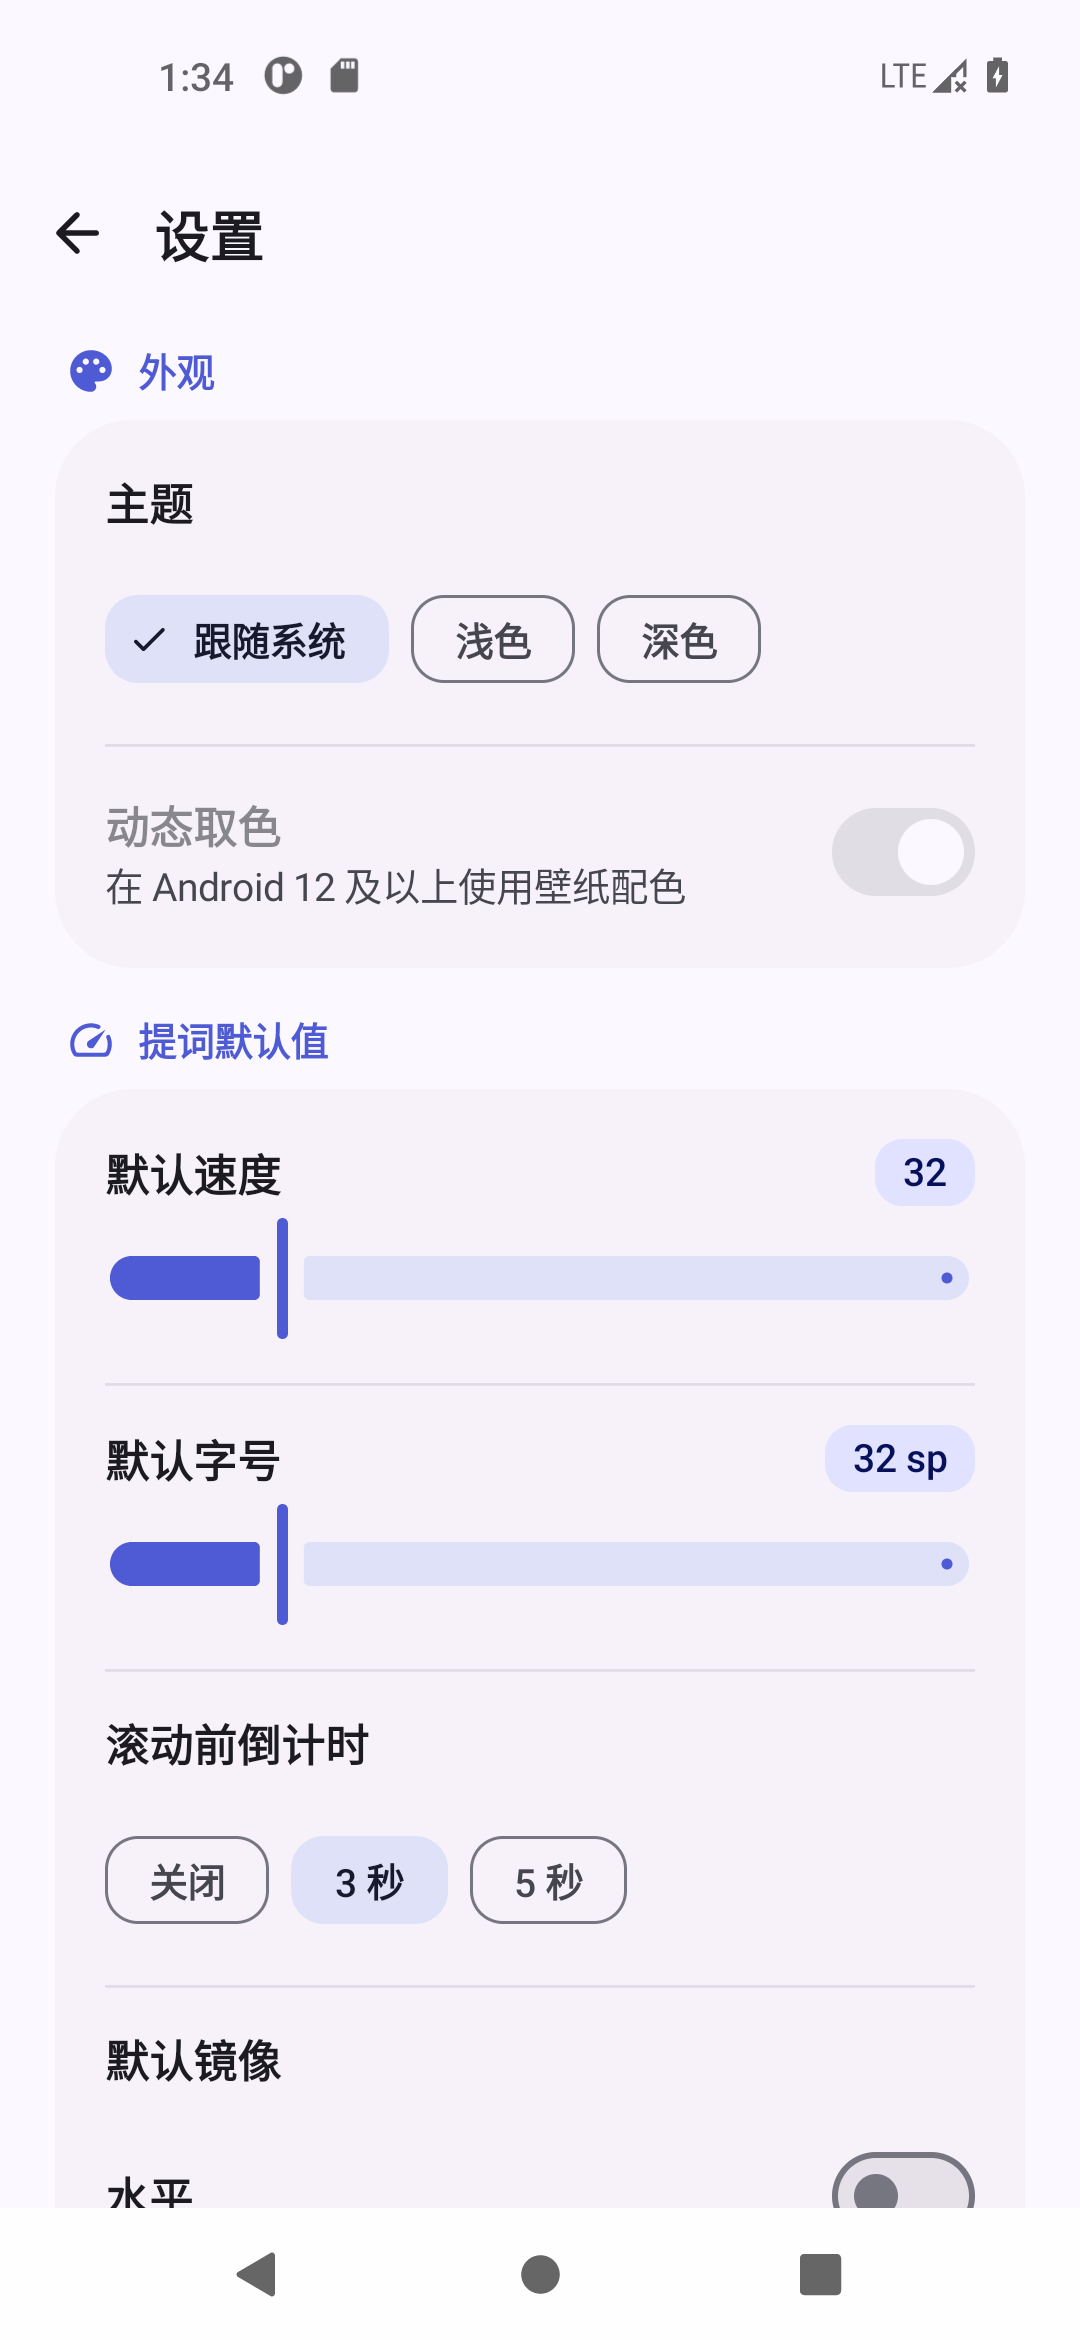 1:34
LTE
设置
外观
主题
跟随系统
浅色
深色
动态取色
在 Android 12 及以上使用壁纸配色
提词默认值
默认速度
32
默认字号
32 sp
滚动前倒计时
关闭
3 秒
5 秒
默认镜像
水平